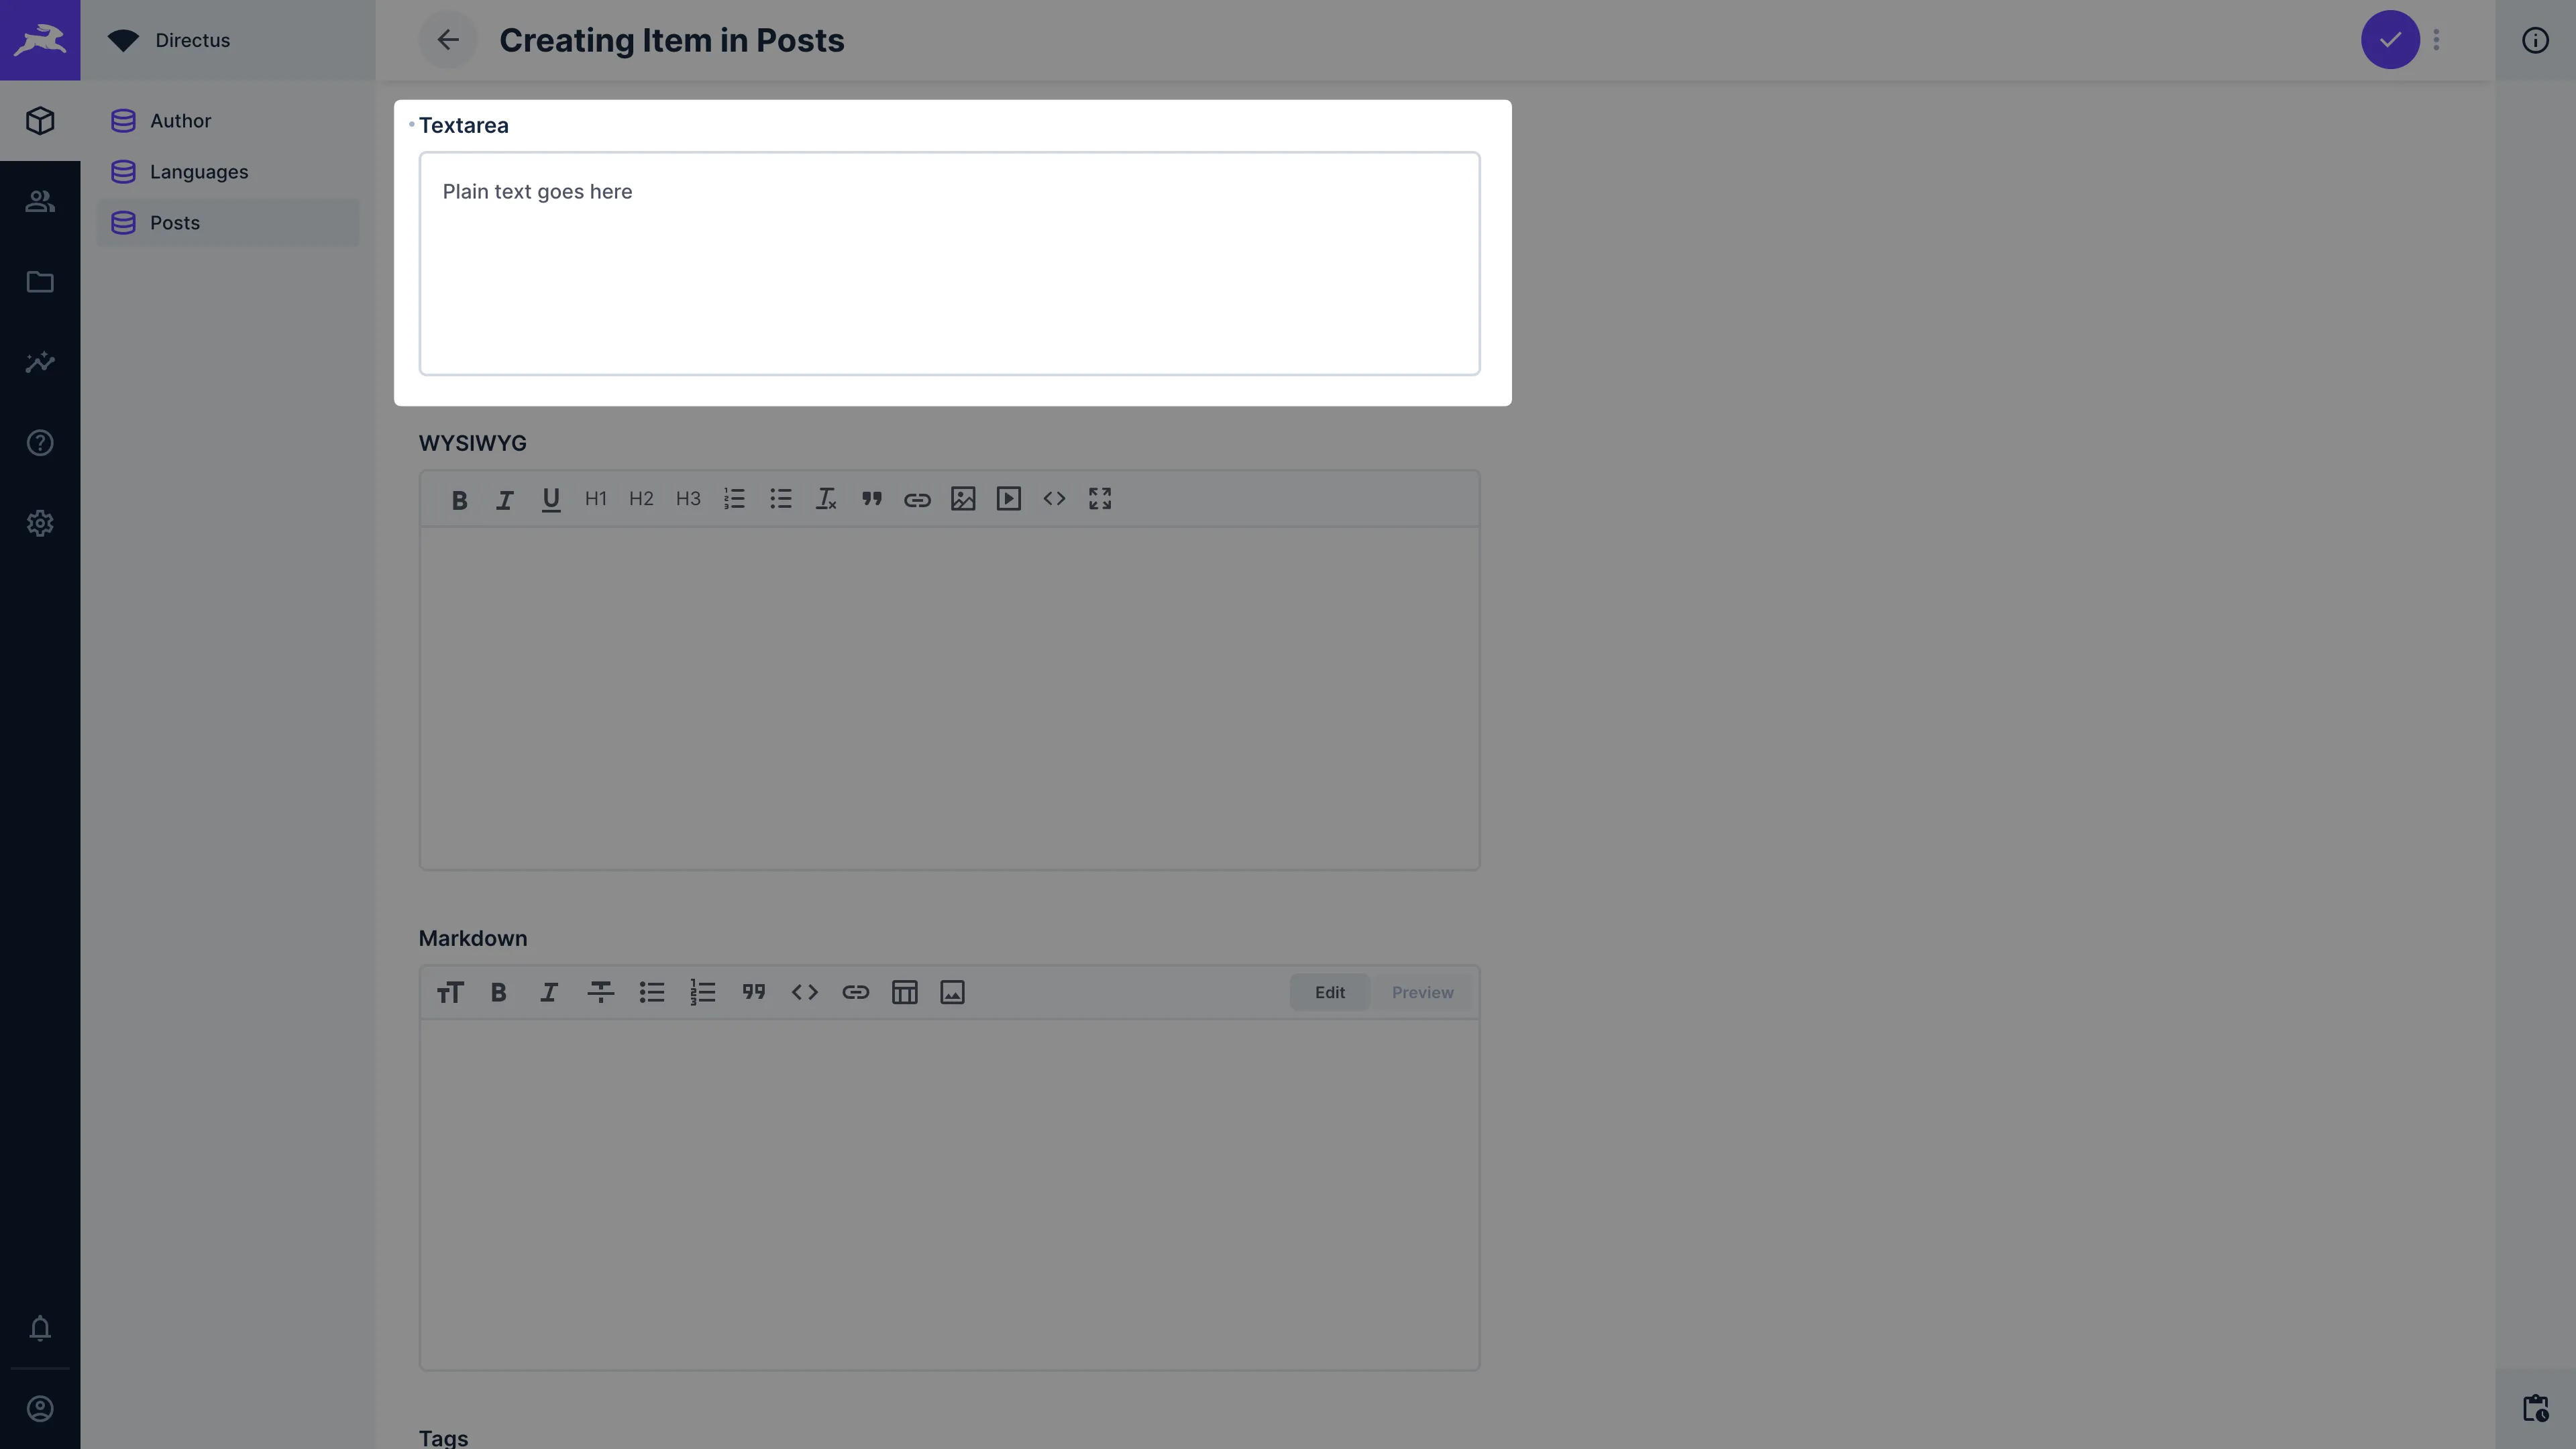 Directus
Creating Item in Posts
Author
Languages
Posts
Textarea
Plain text goes here
WYSIWYG
H1 H2 H3
Markdown
Edit Preview
Tags